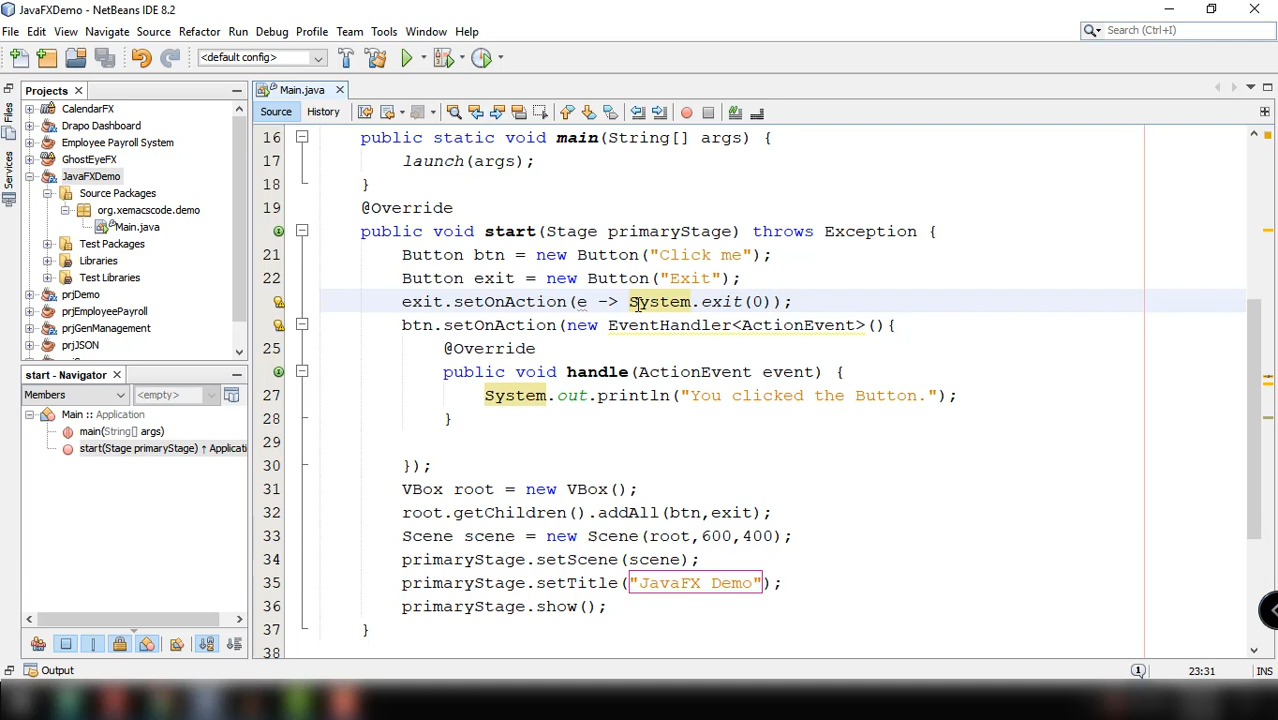 JavaFXDemo - NetBeans IDE 8.2
File Edit View Navigate Source Refactor Run Debug Profile Team Tools Window Help
Search (Ctrl+I)
<default config>
Projects
Main.java
Files
Services
Source History
CalendarFX
Drapo Dashboard
Employee Payroll System
GhostEyeFX
JavaFXDemo
Source Packages
org.xemacscode.demo
Main.java
Test Packages
Libraries
Test Libraries
prjDemo
prjEmployeePayroll
prjGenManagement
prjJSON
start - Navigator
Members <empty>
Main :: Application
main(String[] args)
start(Stage primaryStage) ↑ Applicati
16 public static void main(String[] args) {
17 launch(args);
18 }
19 @Override
public void start(Stage primaryStage) throws Exception {
21 Button btn = new Button("Click me");
22 Button exit = new Button("Exit");
exit.setOnAction(e -> System.exit(0));
btn.setOnAction(new EventHandler<ActionEvent>(){
25 @Override
public void handle(ActionEvent event) {
27 System.out.println("You clicked the Button.");
28 }
29
30 });
31 VBox root = new VBox();
32 root.getChildren().addAll(btn,exit);
33 Scene scene = new Scene(root,600,400);
34 primaryStage.setScene(scene);
35 primaryStage.setTitle("JavaFX Demo");
36 primaryStage.show();
37 }
38
Output
1
23:31
INS